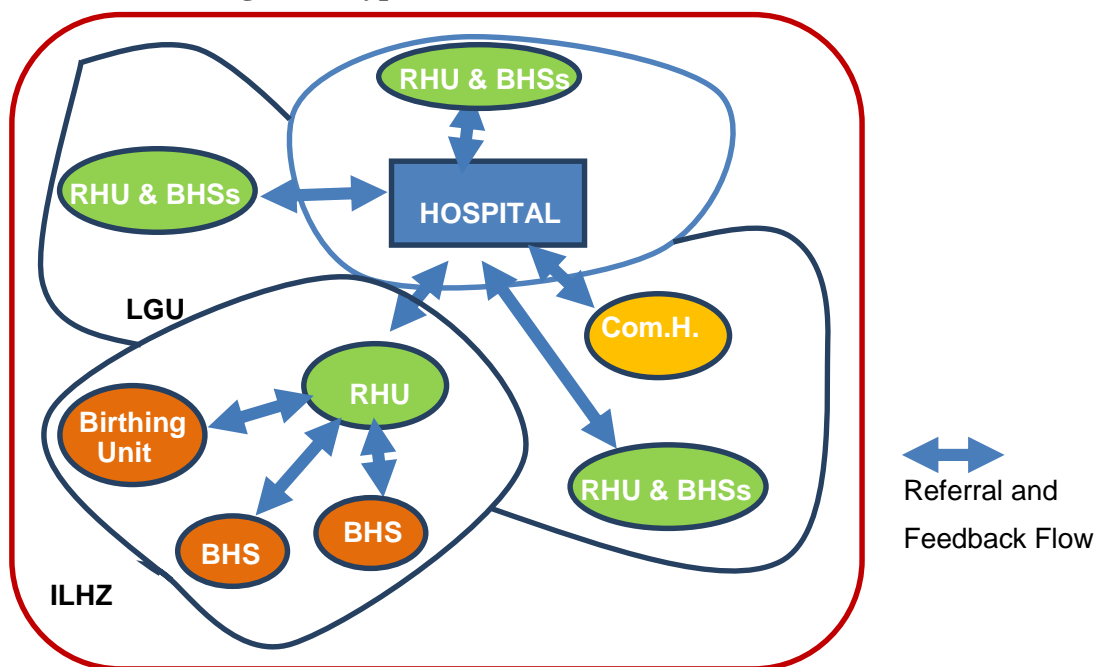 RHU & BHSs
RHU & BHSs
HOSPITAL
LGU
Com.H.
RHU
Birthing
Unit
RHU & BHSs
BHS
BHS
ILHZ
Referral and
Feedback Flow